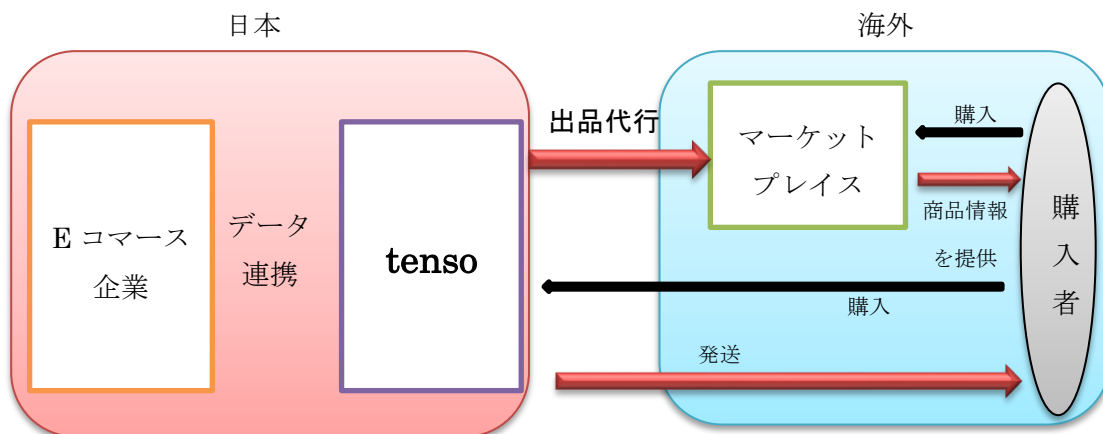 日本
海外
出品代行
E コマース
企業
データ
連携
tenso
マーケット
プレイス
購入
商品情報
を提供
購入
発送
購
入
者